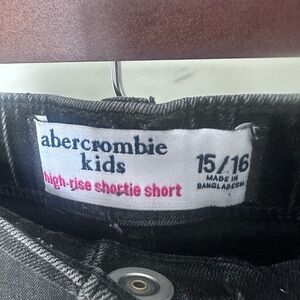 abercrombie
kids
high-rise shortie short
15/16
MADE IN
BANGLADESH